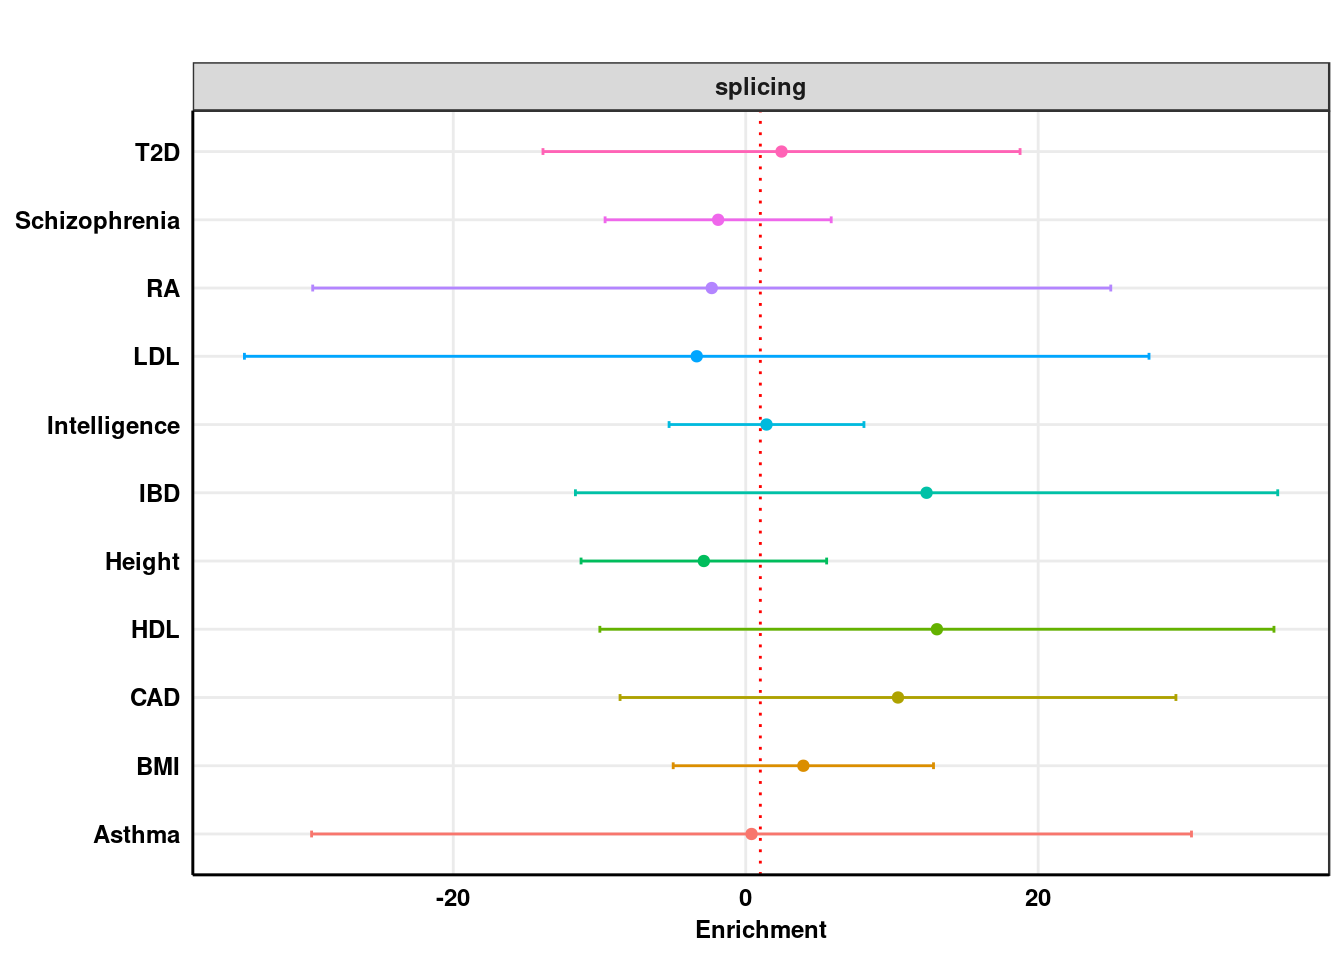 splicing
T2D
Schizophrenia
RA
LDL
Intelligence
IBD
Height
HDL
CAD
BMI
Asthma
-20 0 20
Enrichment